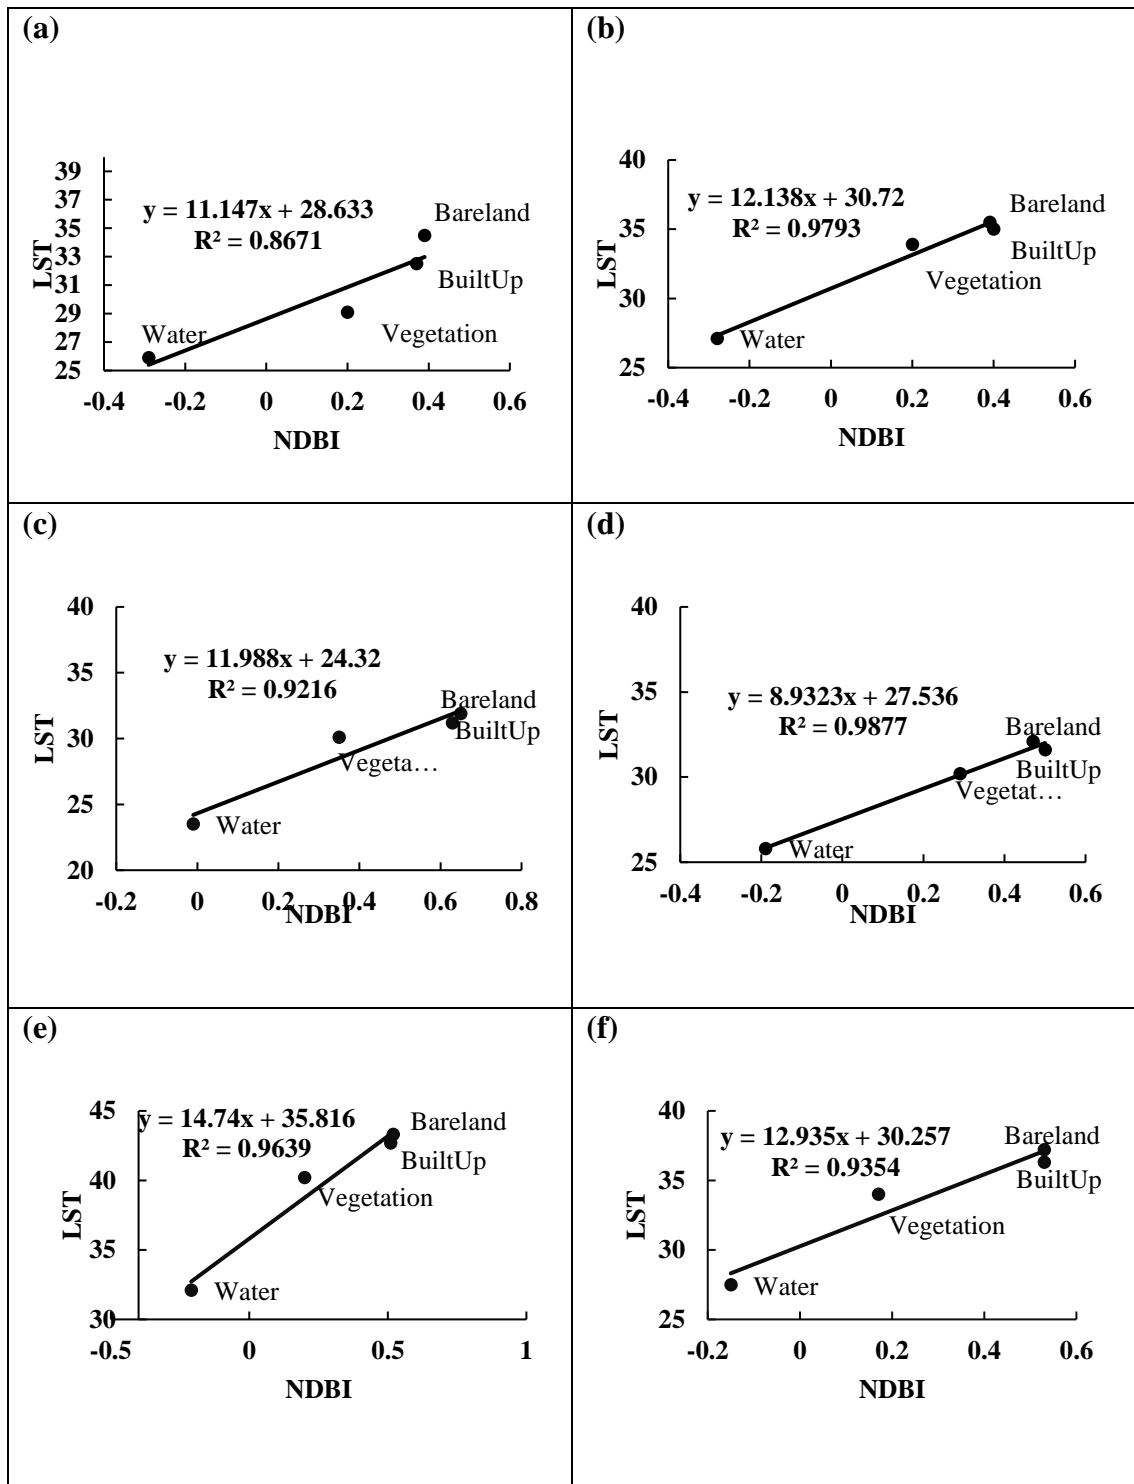 (a)
39
37
35
33
31
29
27
25
LST
y = 11.147x + 28.633
R² = 0.8671
Bareland
BuiltUp
Vegetation
Water
-0.4 -0.2 0 0.2 0.4 0.6
NDBI
(b)
40
35
30
25
LST
y = 12.138x + 30.72
R² = 0.9793
Bareland
BuiltUp
Vegetation
Water
-0.4 -0.2 0 0.2 0.4 0.6
NDBI
(c)
40
35
30
25
20
LST
y = 11.988x + 24.32
R² = 0.9216
Bareland
BuiltUp
Vegeta…
Water
-0.2 0 0.2 0.4 0.6 0.8
NDBI
(d)
40
35
30
25
LST
y = 8.9323x + 27.536
R² = 0.9877
Bareland
BuiltUp
Vegetat…
Water
-0.4 -0.2 0 0.2 0.4 0.6
NDBI
(e)
45
40
35
30
LST
y = 14.74x + 35.816
R² = 0.9639
Bareland
BuiltUp
Vegetation
Water
-0.5 0 0.5 1
NDBI
(f)
40
35
30
25
LST
y = 12.935x + 30.257
R² = 0.9354
Bareland
BuiltUp
Vegetation
Water
-0.2 0 0.2 0.4 0.6
NDBI